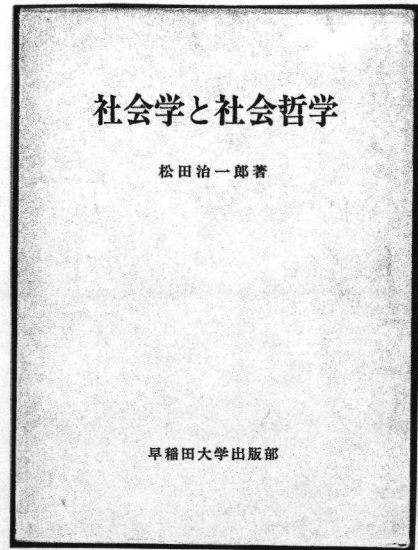 社会学と社会哲学
松田治一郎著
早稲田大学出版部